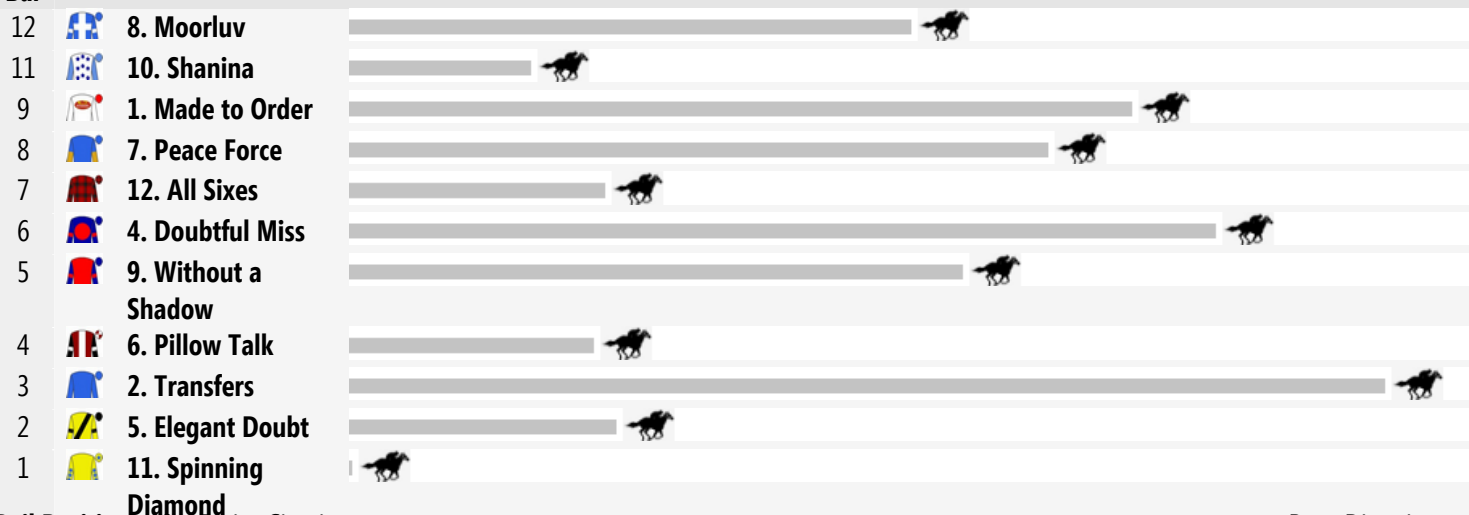 12 8. Moorluv
11 10. Shanina
9 1. Made to Order
8 7. Peace Force
7 12. All Sixes
6 4. Doubtful Miss
5 9. Without a
Shadow
4 6. Pillow Talk
3 2. Transfers
2 5. Elegant Doubt
1 11. Spinning
Diamond